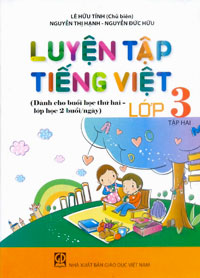 LÊ HỮU TỈNH (Chủ biên)
NGUYỄN THỊ HẠNH - NGUYỄN ĐỨC HỮU
LUYỆN TẬP
TIẾNG VIỆT
(Dành cho buổi học thứ hai -
lớp học 2 buổi/ngày)
LỚP 3
TẬP HAI
NHÀ XUẤT BẢN GIÁO DỤC VIỆT NAM